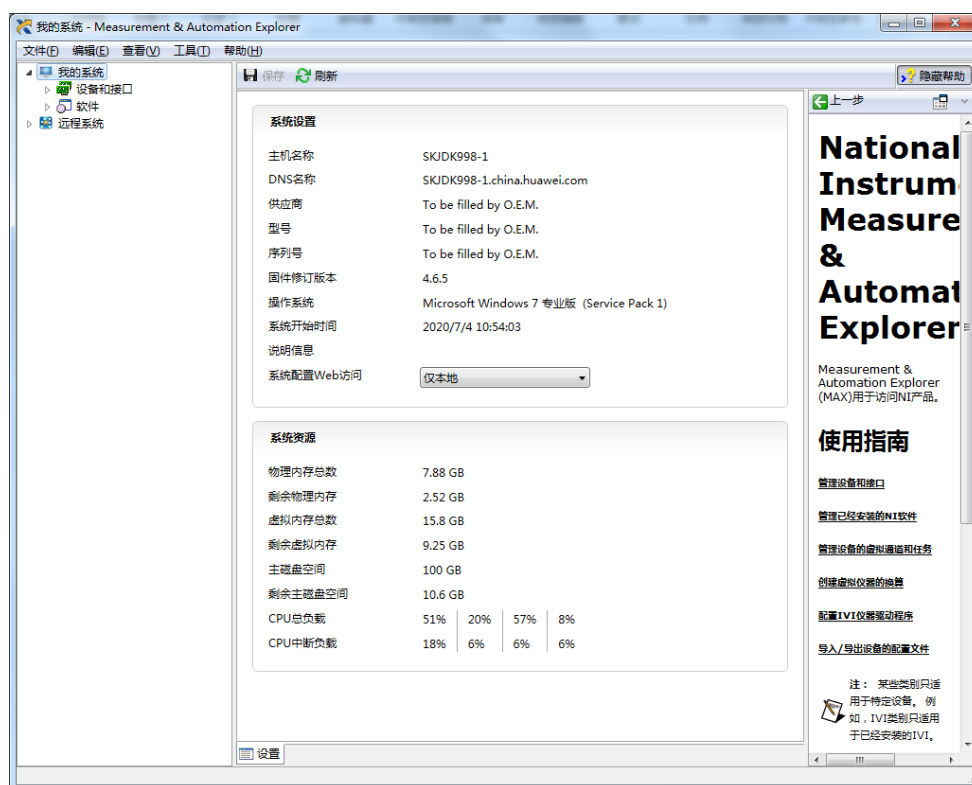 我的系统 - Measurement & Automation Explorer
文件(F) 编辑(E) 查看(V) 工具(T) 帮助(H)
我的系统
设备和接口
软件
远程系统
保存 刷新
隐藏帮助
系统设置
主机名称 SKJDK998-1
DNS名称 SKJDK998-1.china.huawei.com
供应商 To be filled by O.E.M.
型号 To be filled by O.E.M.
序列号 To be filled by O.E.M.
固件修订版本 4.6.5
操作系统 Microsoft Windows 7 专业版 (Service Pack 1)
系统开始时间 2020/7/4 10:54:03
说明信息
系统配置Web访问 仅本地
系统资源
物理内存总数 7.88 GB
剩余物理内存 2.52 GB
虚拟内存总数 15.8 GB
剩余虚拟内存 9.25 GB
主磁盘空间 100 GB
剩余主磁盘空间 10.6 GB
CPU总负载 51% 20% 57% 8%
CPU中断负载 18% 6% 6% 6%
设置
上一步
National
Instrum
Measure
&
Automat
Explorer
Measurement &
Automation Explorer
(MAX)用于访问NI产品。
使用指南
管理设备和接口
管理已经安装的NI软件
管理设备的虚拟通道和任务
创建虚拟仪器的换算
配置IVI仪器驱动程序
导入/导出设备的配置文件
注： 某些类别只适
用于特定设备。例
如，IVI类别只适用
于已经安装的IVI。